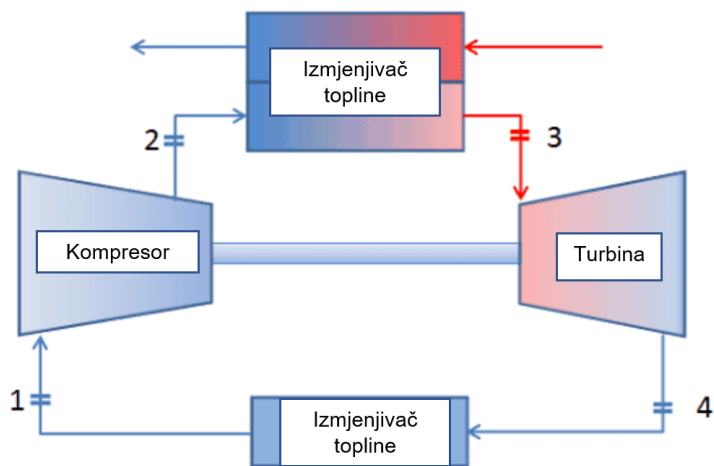 Izmjenjivač
topline
2
3
Kompresor
Turbina
1
Izmjenjivač
topline
4